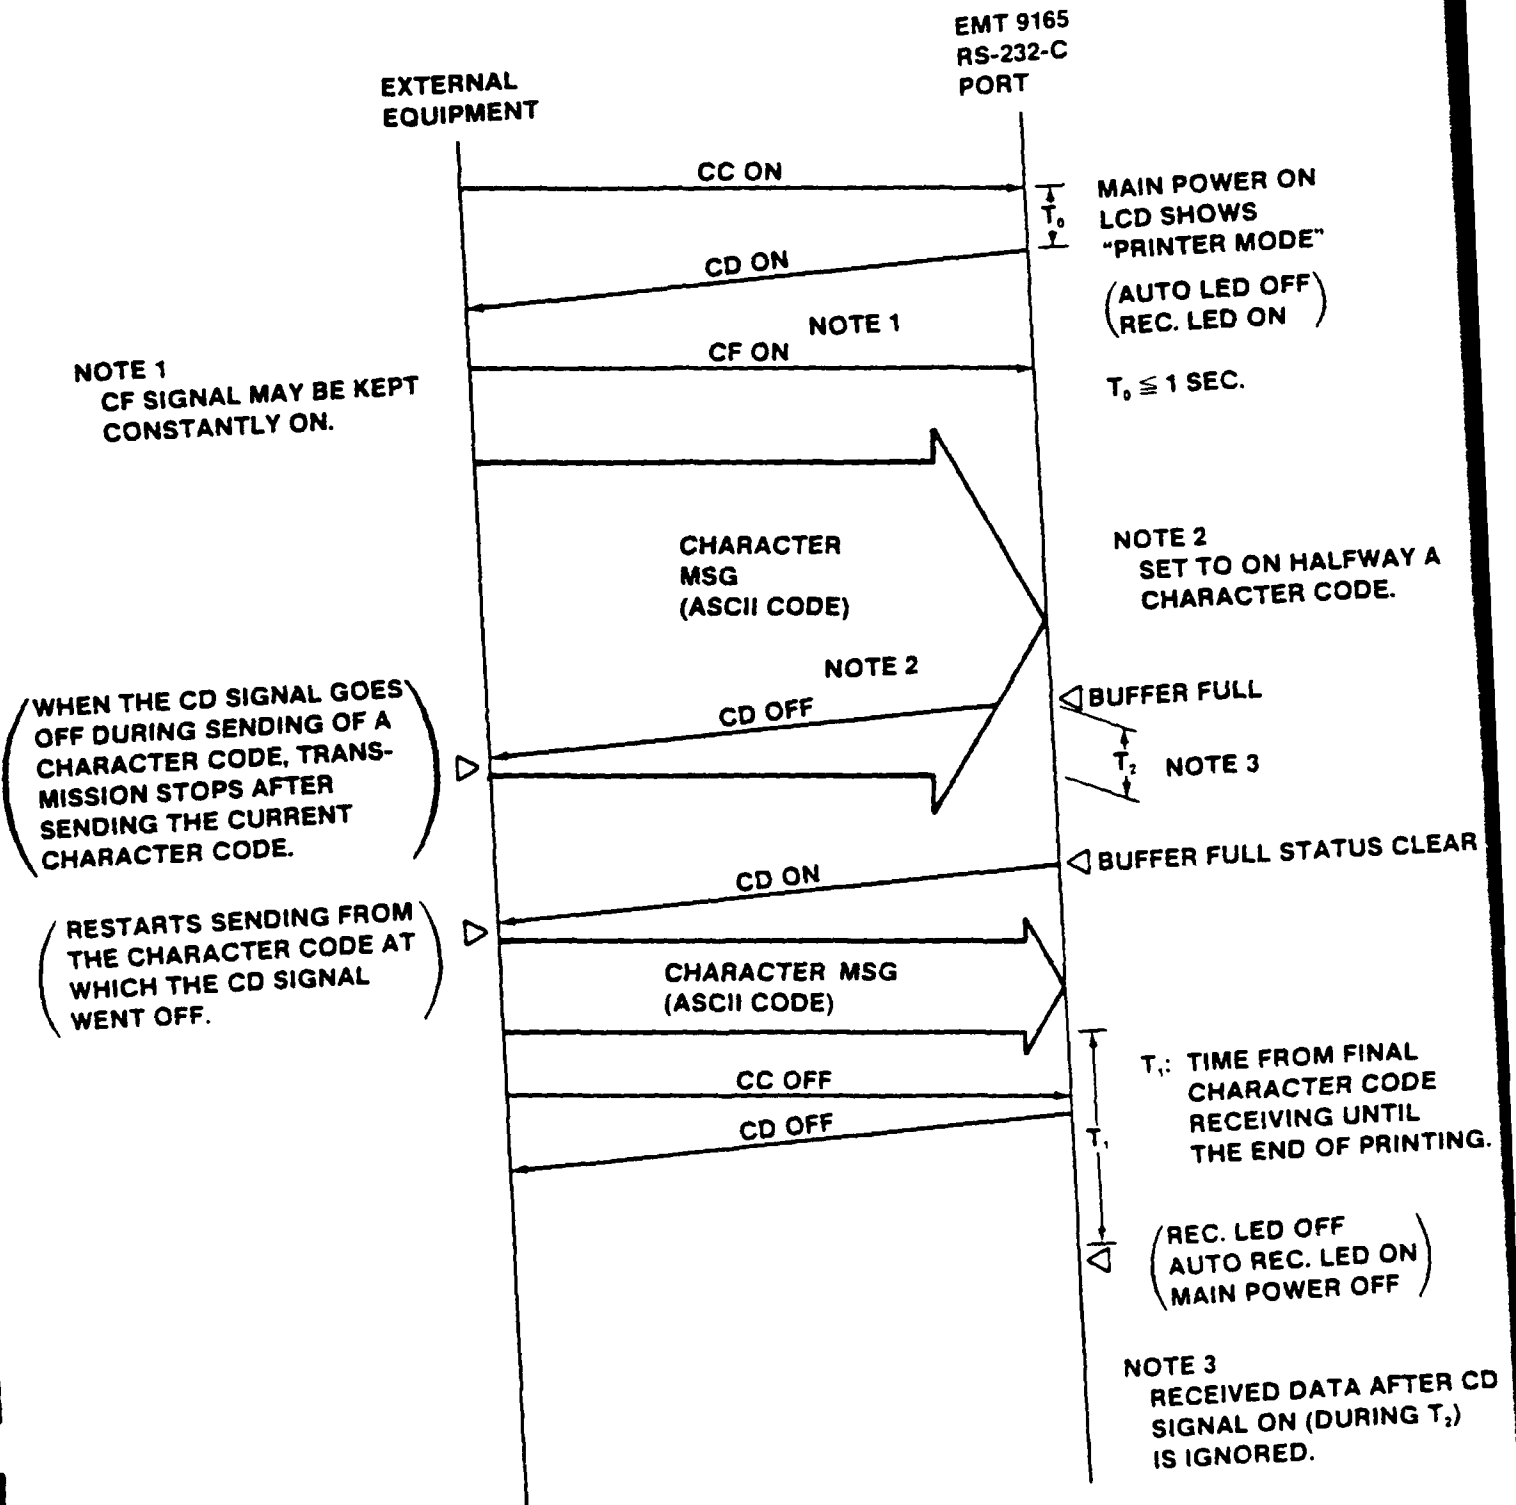 EMT 9165
RS-232-C
PORT
EXTERNAL
EQUIPMENT
CC ON
T₀
MAIN POWER ON
LCD SHOWS
"PRINTER MODE"
CD ON
(AUTO LED OFF
REC. LED ON)
NOTE 1
CF ON
T₀ ≦ 1 SEC.
NOTE 1
CF SIGNAL MAY BE KEPT
CONSTANTLY ON.
CHARACTER
MSG
(ASCII CODE)
NOTE 2
SET TO ON HALFWAY A
CHARACTER CODE.
NOTE 2
CD OFF
BUFFER FULL
(WHEN THE CD SIGNAL GOES
OFF DURING SENDING OF A
CHARACTER CODE, TRANS-
MISSION STOPS AFTER
SENDING THE CURRENT
CHARACTER CODE.)
T₂ NOTE 3
BUFFER FULL STATUS CLEAR
CD ON
(RESTARTS SENDING FROM
THE CHARACTER CODE AT
WHICH THE CD SIGNAL
WENT OFF.)
CHARACTER MSG
(ASCII CODE)
CC OFF
CD OFF
T₁
T₁: TIME FROM FINAL
CHARACTER CODE
RECEIVING UNTIL
THE END OF PRINTING.
(REC. LED OFF
AUTO REC. LED ON
MAIN POWER OFF)
NOTE 3
RECEIVED DATA AFTER CD
SIGNAL ON (DURING T₂)
IS IGNORED.